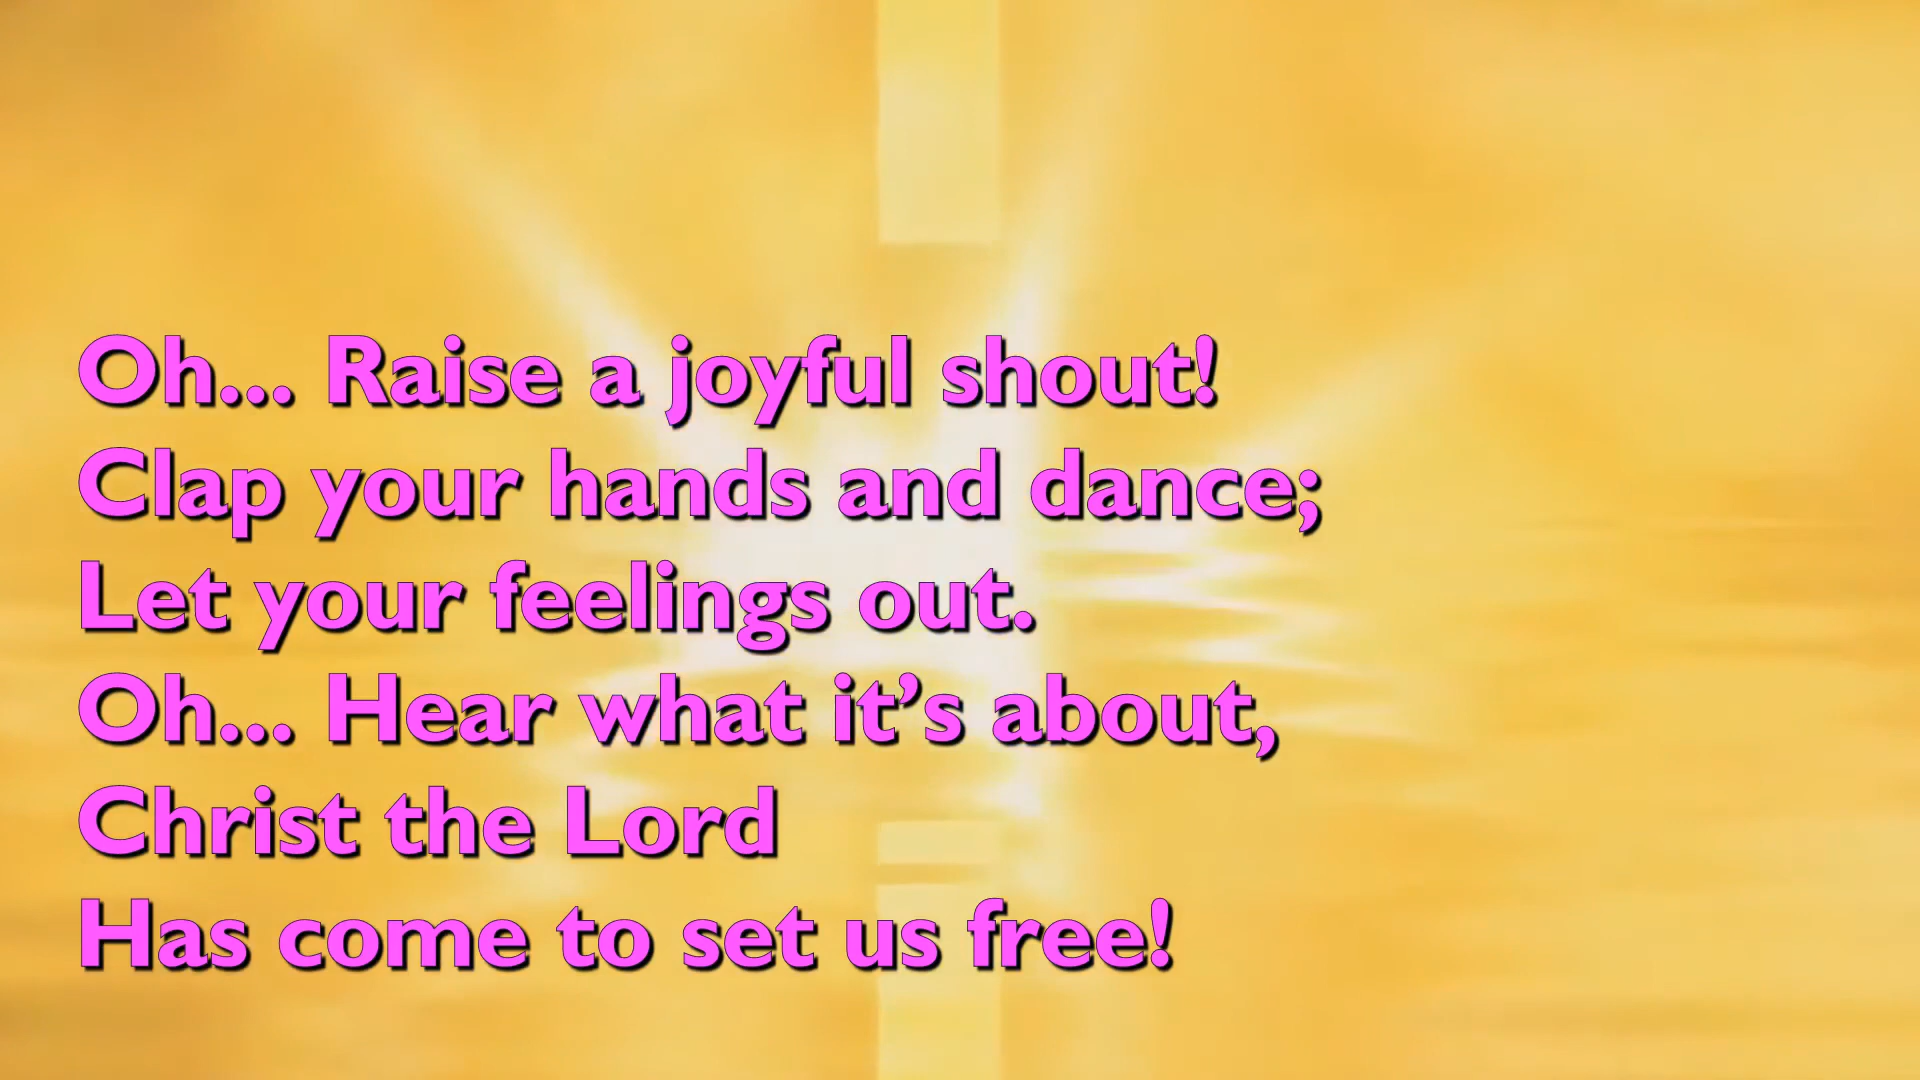 Oh... Raise a joyful shout!
Clap your hands and dance;
Let your feelings out.
Oh... Hear what it’s about,
Christ the Lord
Has come to set us free!